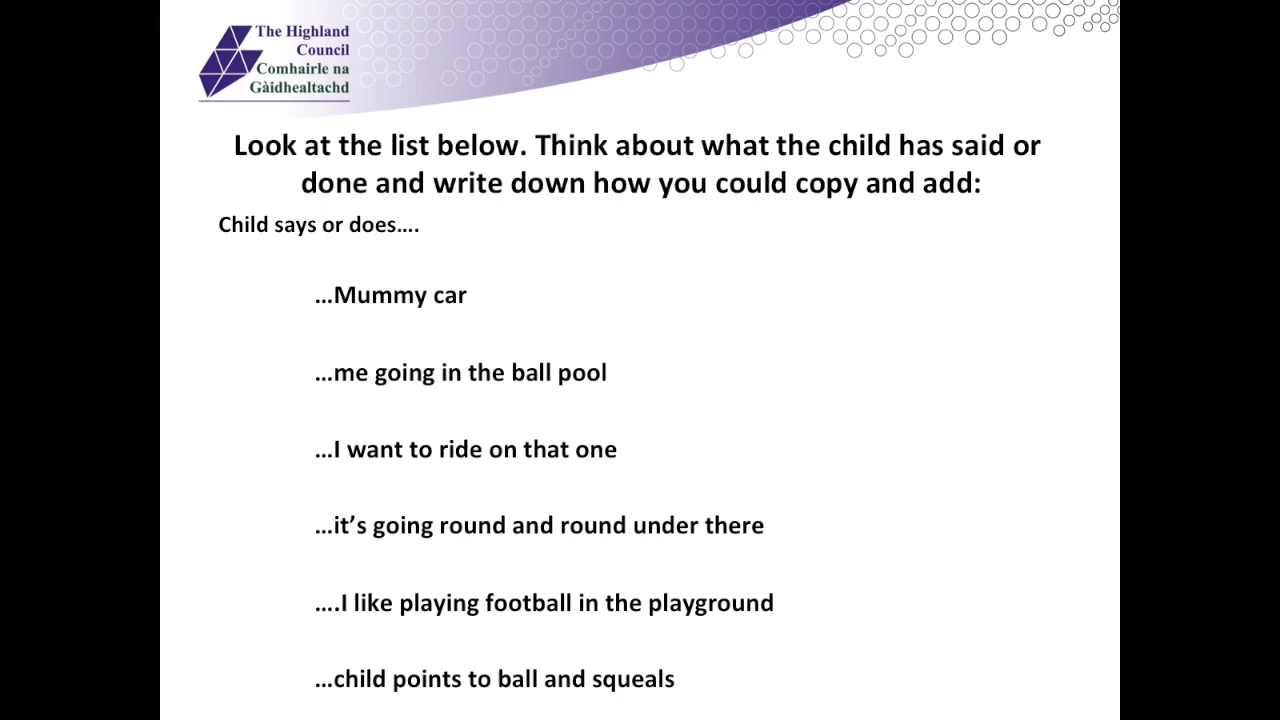 The Highland
Council
Comhairle na
Gàidhealtachd
Look at the list below. Think about what the child has said or
done and write down how you could copy and add:
Child says or does….
…Mummy car
…me going in the ball pool
…I want to ride on that one
…it’s going round and round under there
….I like playing football in the playground
…child points to ball and squeals